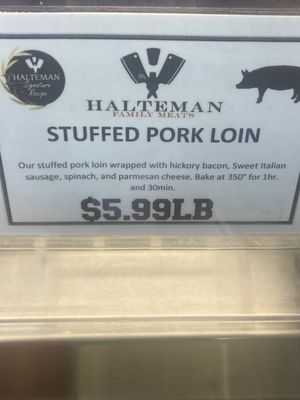 HALTEMAN
Signature
Recipe
HALTEMAN
FAMILY MEATS
STUFFED PORK LOIN
Our stuffed pork loin wrapped with hickory bacon, Sweet Italian
sausage, spinach, and parmesan cheese. Bake at 350° for 1hr.
and 30min.
$5.99LB